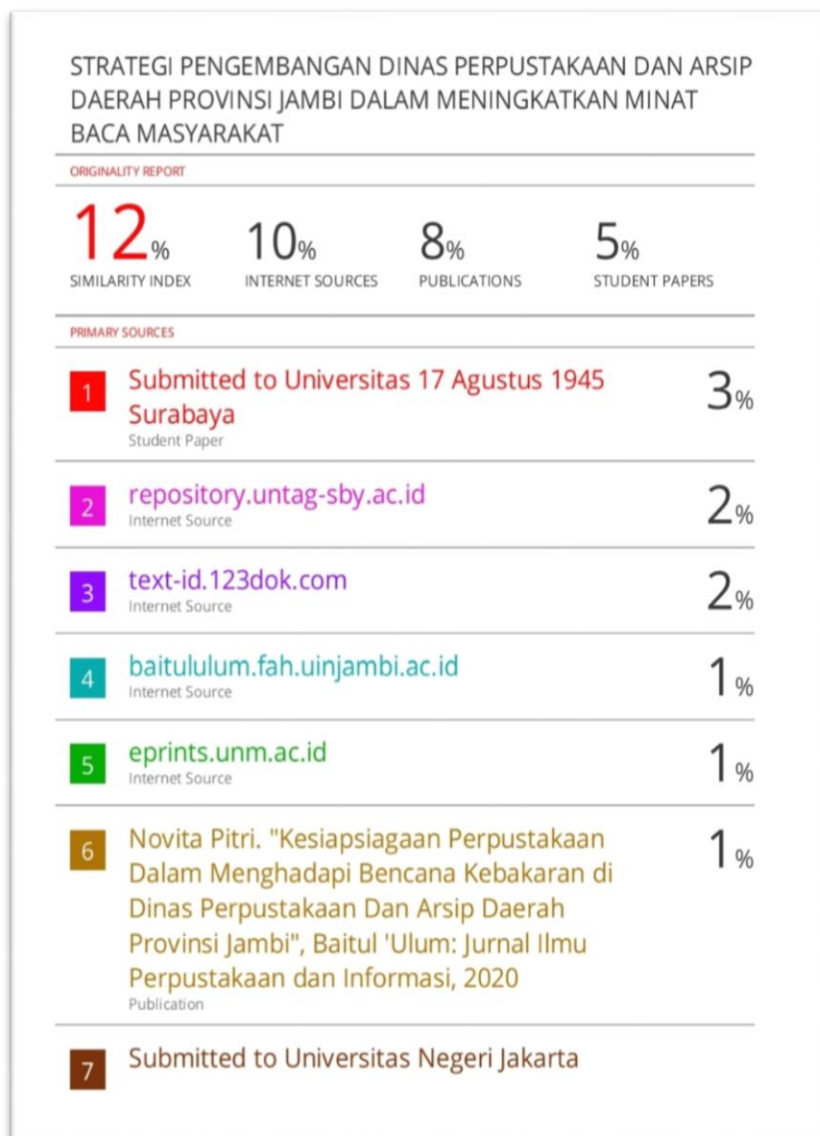 STRATEGI PENGEMBANGAN DINAS PERPUSTAKAAN DAN ARSIP
DAERAH PROVINSI JAMBI DALAM MENINGKATKAN MINAT
BACA MASYARAKAT
ORIGINALITY REPORT
12% 10% 8% 5%
SIMILARITY INDEX INTERNET SOURCES PUBLICATIONS STUDENT PAPERS
PRIMARY SOURCES
1 Submitted to Universitas 17 Agustus 1945 3%
Surabaya
Student Paper
2 repository.untag-sby.ac.id 2%
Internet Source
3 text-id.123dok.com 2%
Internet Source
4 baitululum.fah.uinjambi.ac.id 1%
Internet Source
5 eprints.unm.ac.id 1%
Internet Source
6 Novita Pitri. "Kesiapsiagaan Perpustakaan 1%
Dalam Menghadapi Bencana Kebakaran di
Dinas Perpustakaan Dan Arsip Daerah
Provinsi Jambi", Baitul 'Ulum: Jurnal Ilmu
Perpustakaan dan Informasi, 2020
Publication
7 Submitted to Universitas Negeri Jakarta